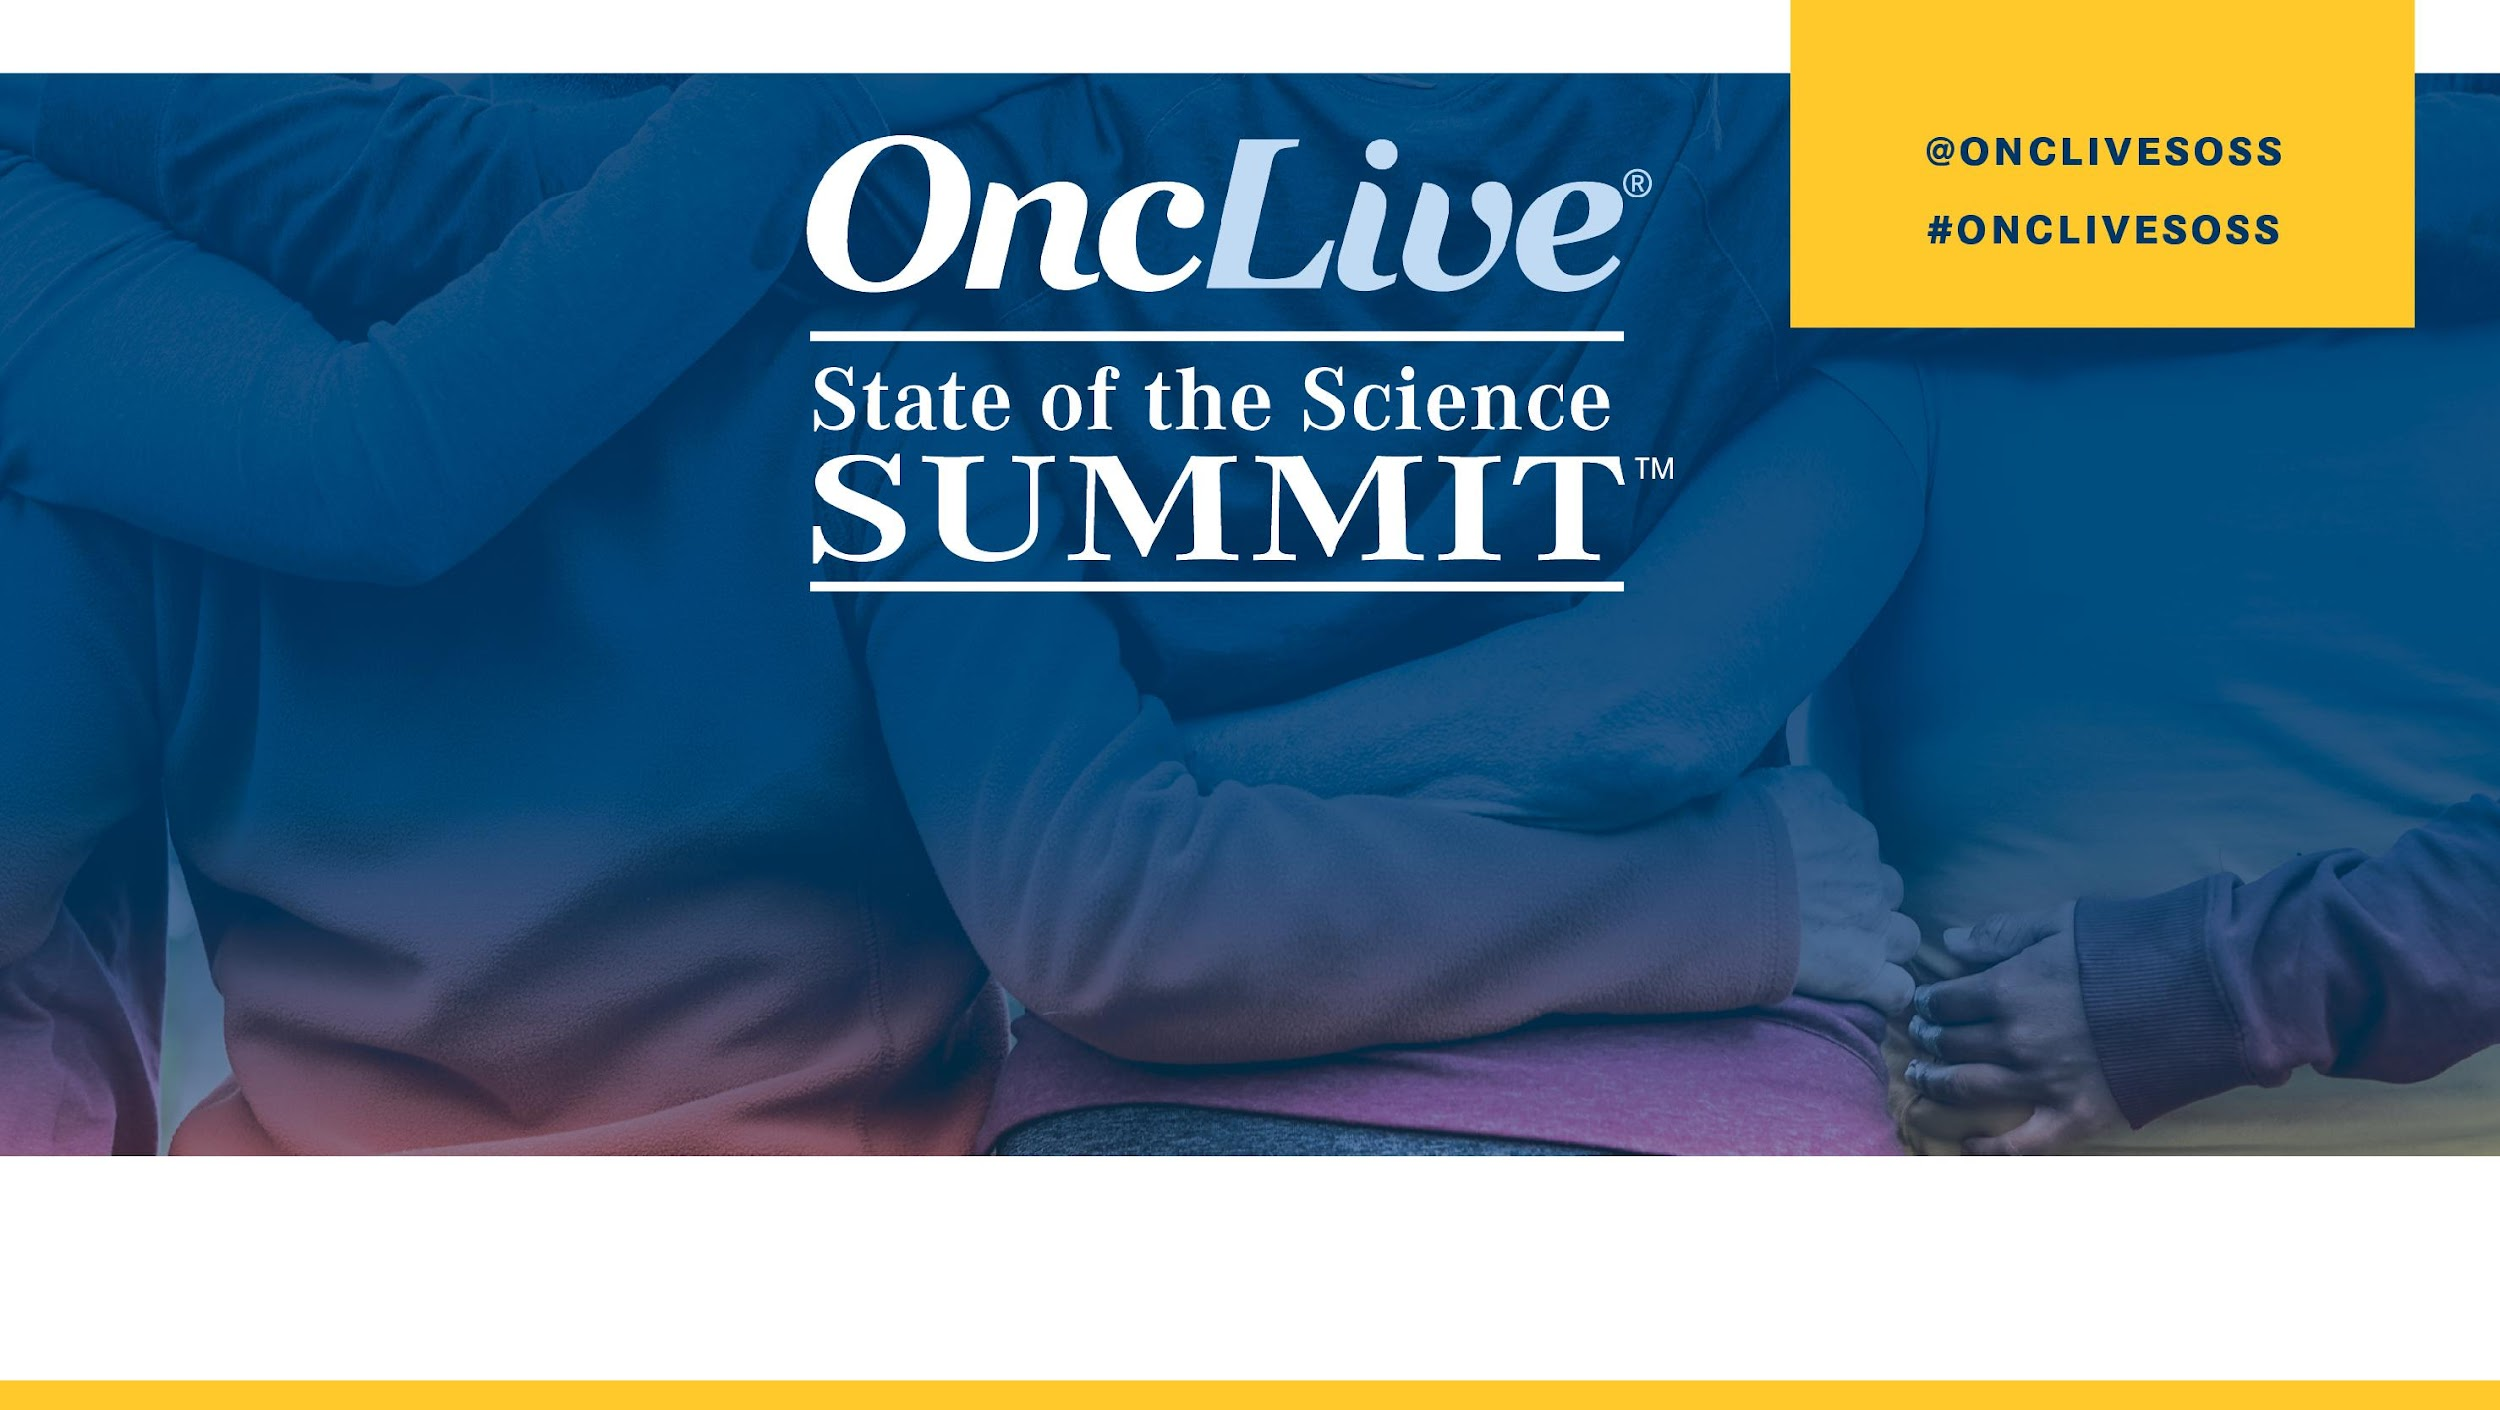 OncLive®
State of the Science
SUMMIT™
@ONCLIVESOSS
#ONCLIVESOSS